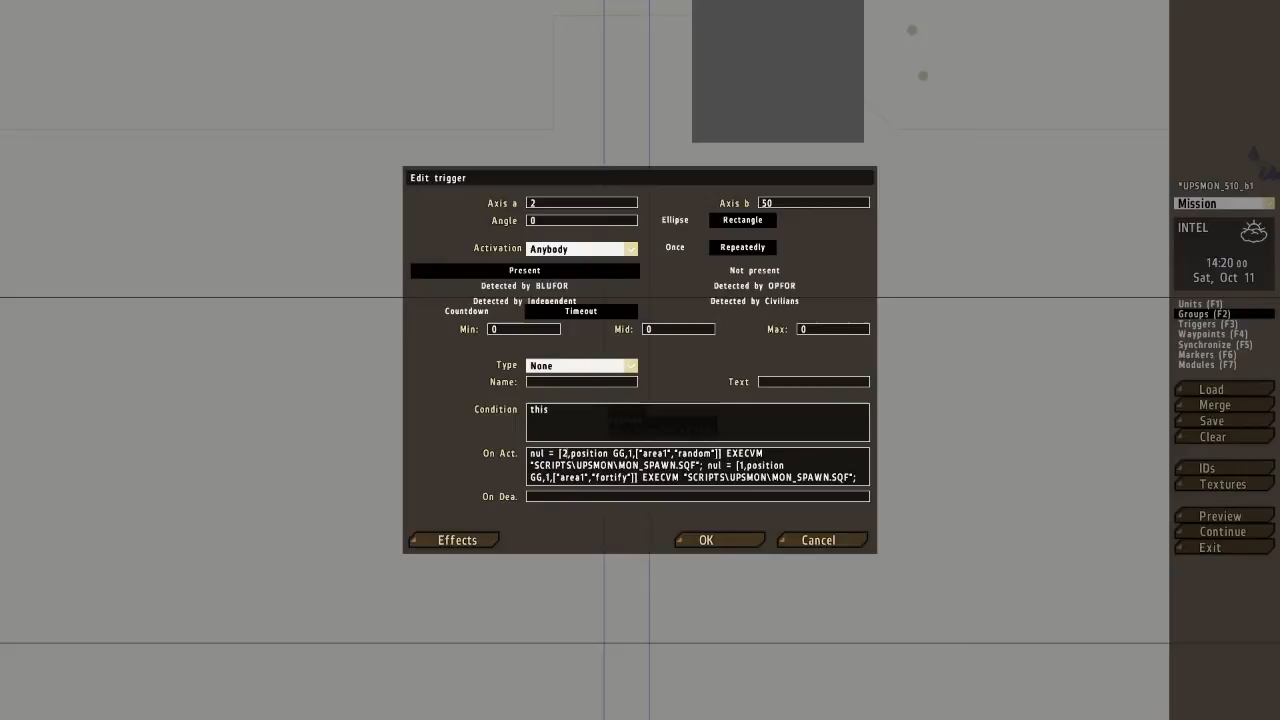 Edit trigger
Axis a 2 Axis b 50
Angle 0 Ellipse Rectangle
Activation Anybody Once Repeatedly
Present Not present
Detected by BLUFOR Detected by OPFOR
Detected by Independent Detected by Civilians
Countdown Timeout
Min: 0 Mid: 0 Max: 0
Type None
Name: Text
Condition this
On Act. nul = [2,position GG,1,["area1","random"]] EXECVM
"SCRIPTS\UPSMON\MON_SPAWN.SQF"; nul = [1,position
GG,1,["area1","fortify"]] EXECVM "SCRIPTS\UPSMON\MON_SPAWN.SQF";
On Dea.
Effects OK Cancel
*UPSMON_510_b1
Mission
INTEL
14:20 00
Sat, Oct 11
Units (F1)
Groups (F2)
Triggers (F3)
Waypoints (F4)
Synchronize (F5)
Markers (F6)
Modules (F7)
Load
Merge
Save
Clear
IDs
Textures
Preview
Continue
Exit